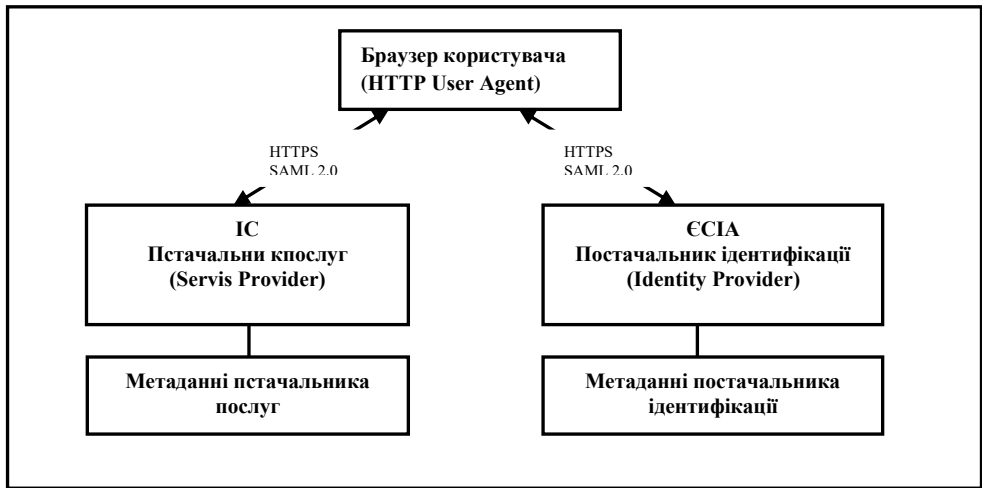 Браузер користувача
(HTTP User Agent)
HTTPS
SAML 2.0
HTTPS
SAML 2.0
ІС
Пстачальни кпослуг
(Servis Provider)
ЄСІА
Постачальник ідентифікації
(Identity Provider)
Метаданні пстачальника
послуг
Метаданні постачальника
ідентифікації